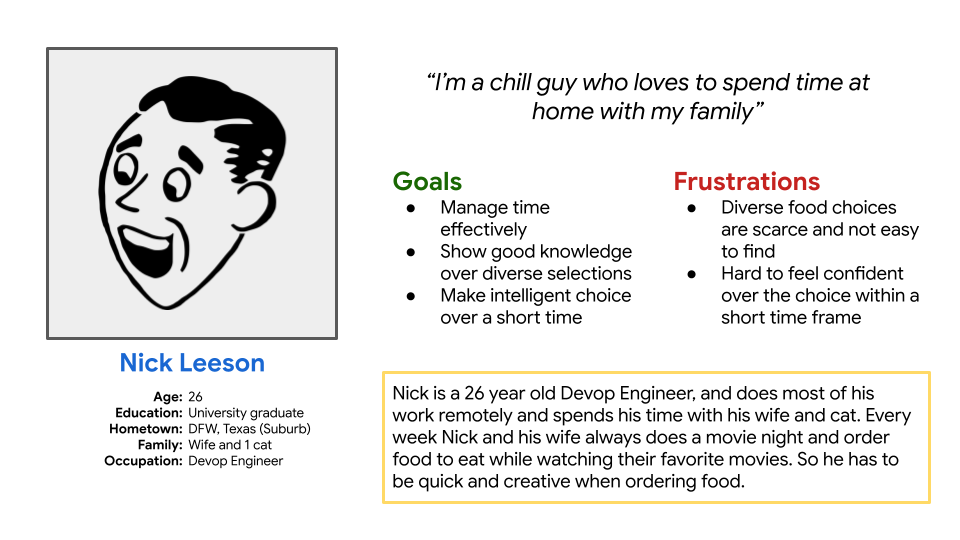 “I’m a chill guy who loves to spend time at
home with my family”
Goals
● Manage time
effectively
● Show good knowledge
over diverse selections
● Make intelligent choice
over a short time
Frustrations
● Diverse food choices
are scarce and not easy
to find
● Hard to feel confident
over the choice within a
short time frame
Nick Leeson
Age: 26
Education: University graduate
Hometown: DFW, Texas (Suburb)
Family: Wife and 1 cat
Occupation: Devop Engineer
Nick is a 26 year old Devop Engineer, and does most of his
work remotely and spends his time with his wife and cat. Every
week Nick and his wife always does a movie night and order
food to eat while watching their favorite movies. So he has to
be quick and creative when ordering food.